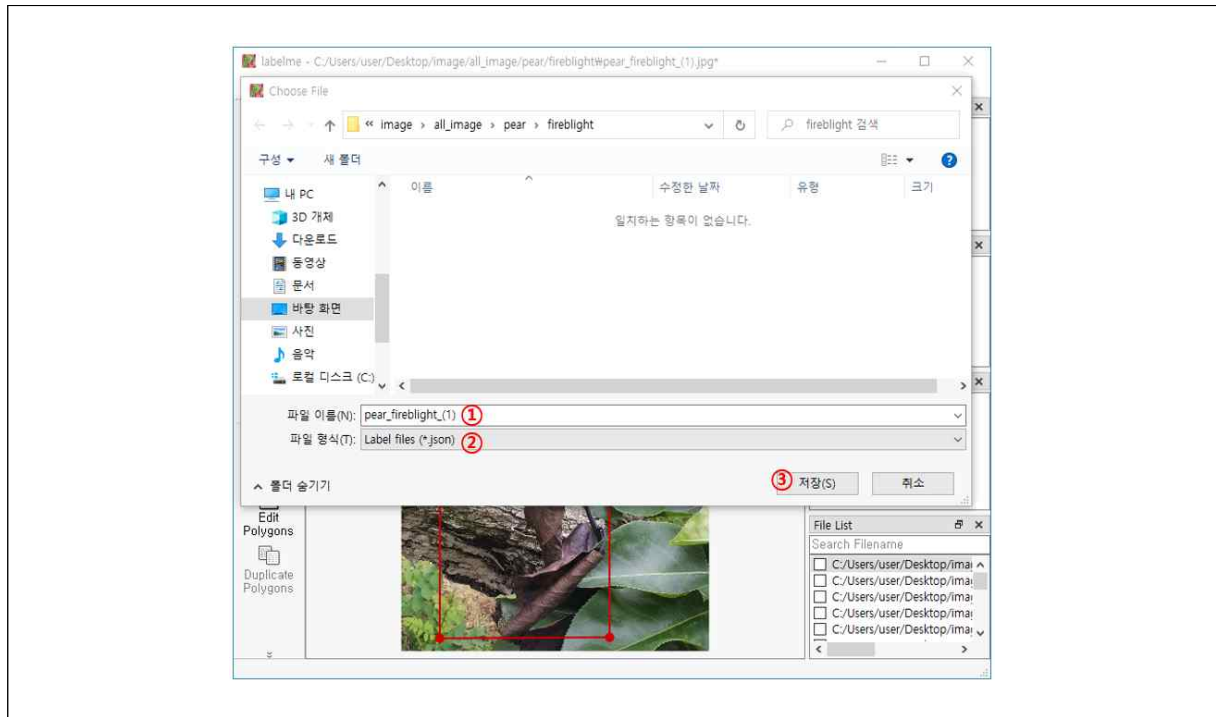 labelme - C:/Users/user/Desktop/image/all_image/pear/fireblight₩pear_fireblight_(1).jpg*
Choose File
« image › all_image › pear › fireblight
fireblight 검색
구성
새 폴더
내 PC
이름
수정한 날짜
유형
크기
3D 개체
일치하는 항목이 없습니다.
다운로드
동영상
문서
바탕 화면
사진
음악
로컬 디스크 (C:)
파일 이름(N): pear_fireblight_(1) ①
파일 형식(T): Label files (*.json) ②
폴더 숨기기
③ 저장(S)
취소
Edit
Polygons
Duplicate
Polygons
File List
Search Filename
C:/Users/user/Desktop/ima
C:/Users/user/Desktop/ima
C:/Users/user/Desktop/ima
C:/Users/user/Desktop/ima
C:/Users/user/Desktop/ima